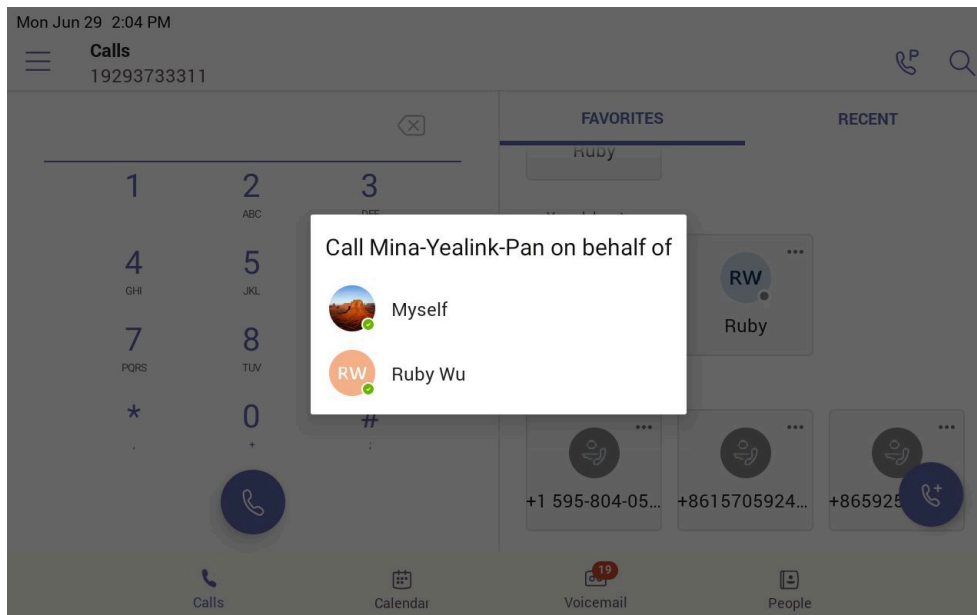 Mon Jun 29 2:04 PM
Calls
19293733311
P
FAVORITES
RECENT
Ruby
1
2
ABC
3
DEF
4
GHI
5
JKL
7
PQRS
8
TUV
*
,
0
+
#
;
Call Mina-Yealink-Pan on behalf of
Myself
RW
Ruby Wu
RW
Ruby
+1 595-804-05...
+8615705924...
+865925
Calls
Calendar
19
Voicemail
People